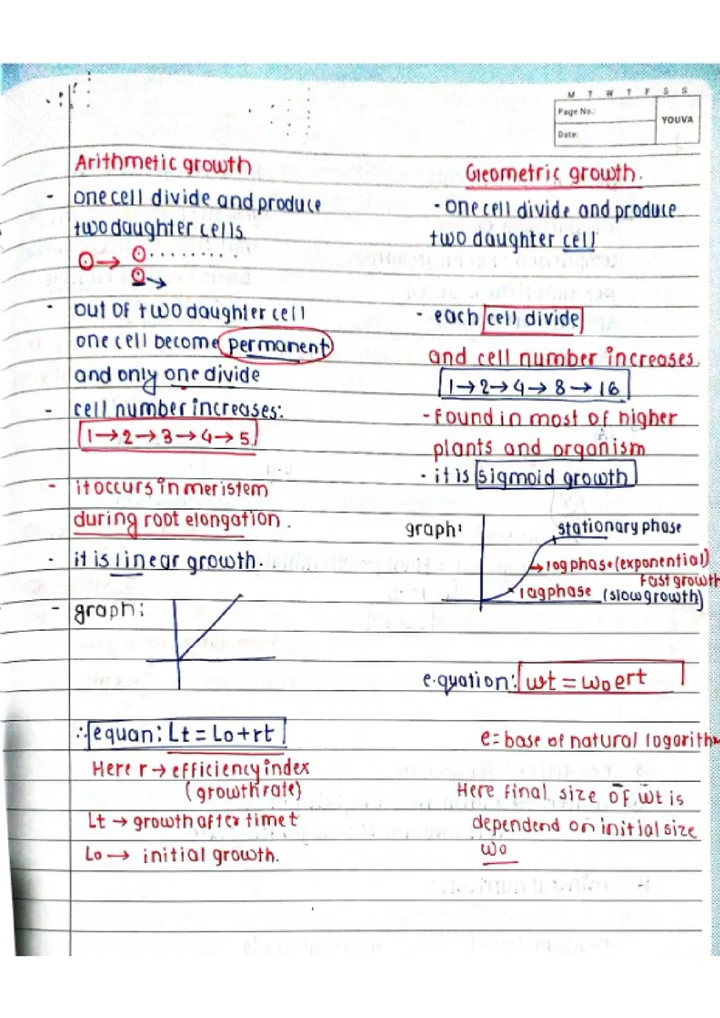 M T W T F S S
Page No.:
Date:
YOUVA
Arithmetic growth
- one cell divide and produce
two daughter cells
- out of two daughter cell
one cell become permanent
and only one divide
- cell number increases:
1→2→3→4→5
- it occurs in meristem
during root elongation.
- it is linear growth.
- graph:
∴ equan: Lt = Lo+rt
Here r → efficiency index
(growth rate)
Lt → growth after time t
Lo → initial growth.
Geometric growth.
- one cell divide and produce
two daughter cell
- each cell divide
and cell number increases.
1→2→4→8→16
- Found in most of higher
plants and organism
- it is sigmoid growth
graph:
stationary phase
→ log phase (exponential)
Fast growth
lag phase (slow growth)
equation: wt = w₀ert
e = base of natural logarithm
Here final size of wt is
dependend on initial size
w₀